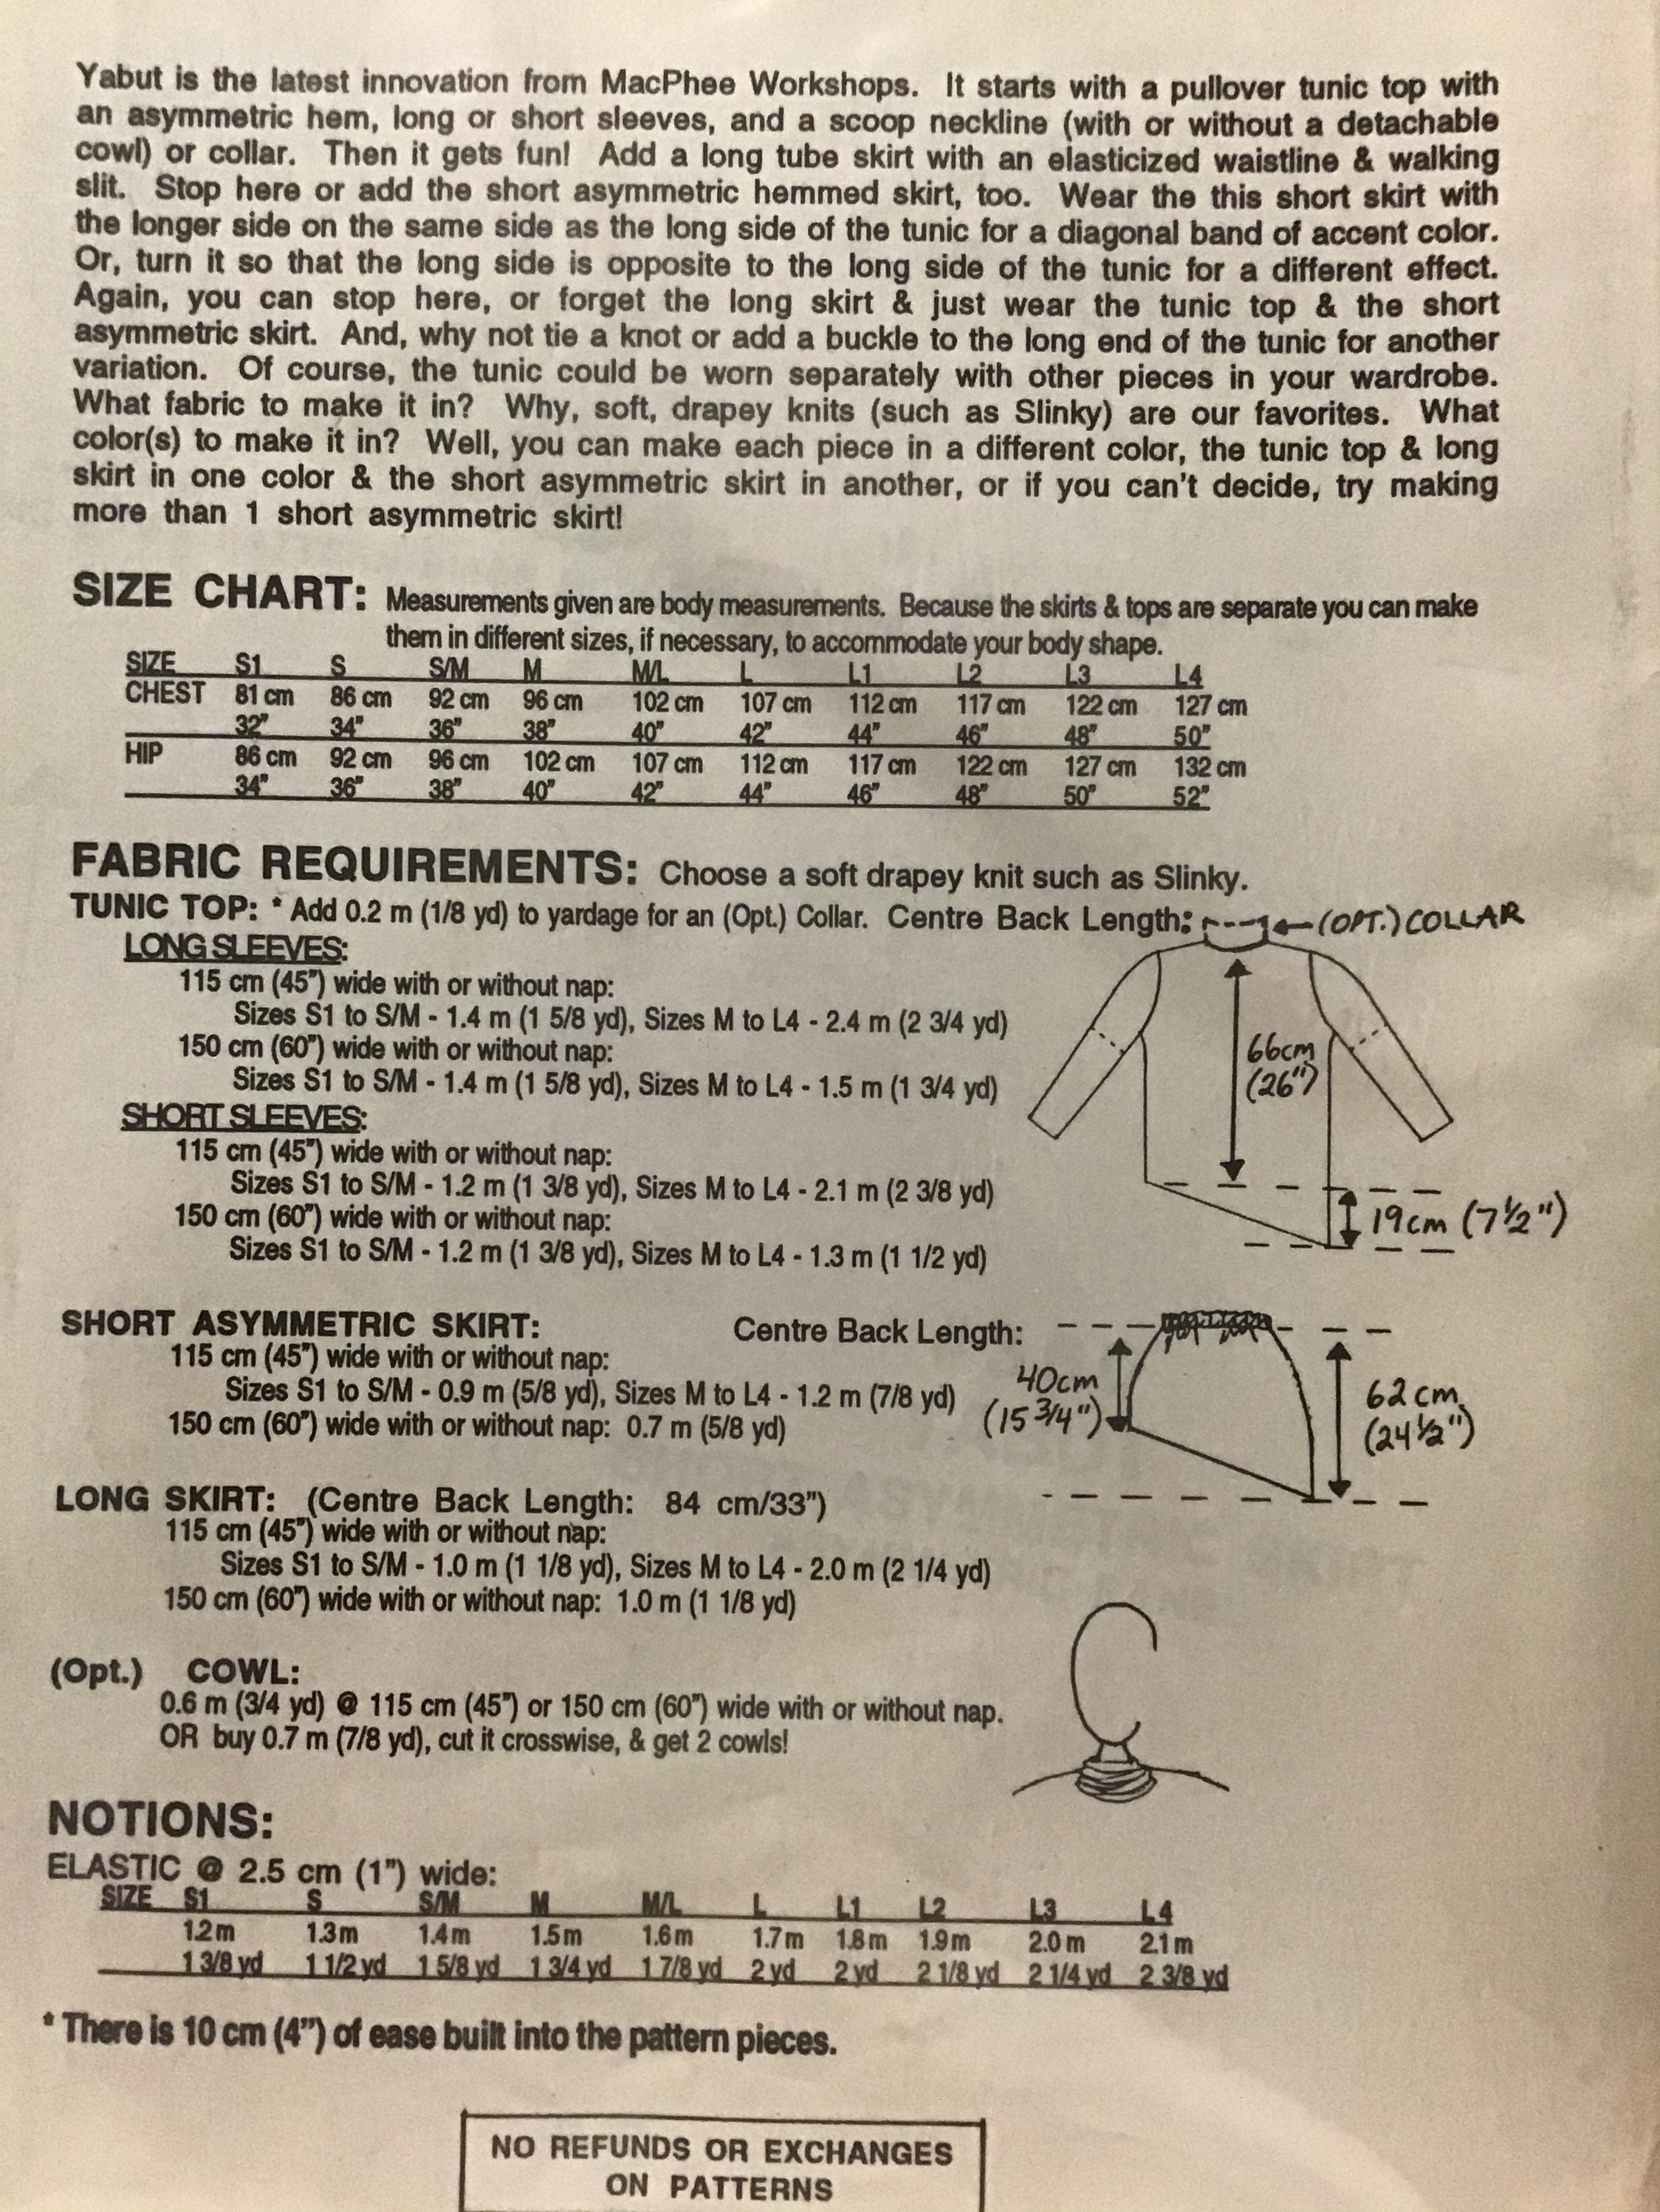 Yabut is the latest innovation from MacPhee Workshops. It starts with a pullover tunic top with
an asymmetric hem, long or short sleeves, and a scoop neckline (with or without a detachable
cowl) or collar. Then it gets fun! Add a long tube skirt with an elasticized waistline & walking
slit. Stop here or add the short asymmetric hemmed skirt, too. Wear the this short skirt with
the longer side on the same side as the long side of the tunic for a diagonal band of accent color.
Or, turn it so that the long side is opposite to the long side of the tunic for a different effect.
Again, you can stop here, or forget the long skirt & just wear the tunic top & the short
asymmetric skirt. And, why not tie a knot or add a buckle to the long end of the tunic for another
variation. Of course, the tunic could be worn separately with other pieces in your wardrobe.
What fabric to make it in? Why, soft, drapey knits (such as Slinky) are our favorites. What
color(s) to make it in? Well, you can make each piece in a different color, the tunic top & long
skirt in one color & the short asymmetric skirt in another, or if you can't decide, try making
more than 1 short asymmetric skirt!
SIZE CHART: Measurements given are body measurements. Because the skirts & tops are separate you can make
them in different sizes, if necessary, to accommodate your body shape.
SIZE S1 S S/M M M/L L L1 L2 L3 L4
CHEST 81 cm 86 cm 92 cm 96 cm 102 cm 107 cm 112 cm 117 cm 122 cm 127 cm
32" 34" 36" 38" 40" 42" 44" 46" 48" 50"
HIP 86 cm 92 cm 96 cm 102 cm 107 cm 112 cm 117 cm 122 cm 127 cm 132 cm
34" 36" 38" 40" 42" 44" 46" 48" 50" 52"
FABRIC REQUIREMENTS: Choose a soft drapey knit such as Slinky.
TUNIC TOP: * Add 0.2 m (1/8 yd) to yardage for an (Opt.) Collar. Centre Back Length: (OPT.) COLLAR
LONG SLEEVES:
115 cm (45") wide with or without nap:
Sizes S1 to S/M - 1.4 m (1 5/8 yd), Sizes M to L4 - 2.4 m (2 3/4 yd)
150 cm (60") wide with or without nap:
Sizes S1 to S/M - 1.4 m (1 5/8 yd), Sizes M to L4 - 1.5 m (1 3/4 yd)
66cm
(26")
SHORT SLEEVES:
115 cm (45") wide with or without nap:
Sizes S1 to S/M - 1.2 m (1 3/8 yd), Sizes M to L4 - 2.1 m (2 3/8 yd)
150 cm (60") wide with or without nap:
Sizes S1 to S/M - 1.2 m (1 3/8 yd), Sizes M to L4 - 1.3 m (1 1/2 yd)
19cm (7 1/2")
SHORT ASYMMETRIC SKIRT: Centre Back Length:
115 cm (45") wide with or without nap:
Sizes S1 to S/M - 0.9 m (5/8 yd), Sizes M to L4 - 1.2 m (7/8 yd)
150 cm (60") wide with or without nap: 0.7 m (5/8 yd)
40cm
(15 3/4")
62 cm
(24 1/2")
LONG SKIRT: (Centre Back Length: 84 cm/33")
115 cm (45") wide with or without nap:
Sizes S1 to S/M - 1.0 m (1 1/8 yd), Sizes M to L4 - 2.0 m (2 1/4 yd)
150 cm (60") wide with or without nap: 1.0 m (1 1/8 yd)
(Opt.) COWL:
0.6 m (3/4 yd) @ 115 cm (45") or 150 cm (60") wide with or without nap.
OR buy 0.7 m (7/8 yd), cut it crosswise, & get 2 cowls!
NOTIONS:
ELASTIC @ 2.5 cm (1") wide:
SIZE S1 S S/M M M/L L L1 L2 L3 L4
1.2 m 1.3 m 1.4 m 1.5 m 1.6 m 1.7 m 1.8 m 1.9 m 2.0 m 2.1 m
1 3/8 yd 1 1/2 yd 1 5/8 yd 1 3/4 yd 1 7/8 yd 2 yd 2 yd 2 1/8 yd 2 1/4 yd 2 3/8 yd
* There is 10 cm (4") of ease built into the pattern pieces.
NO REFUNDS OR EXCHANGES
ON PATTERNS